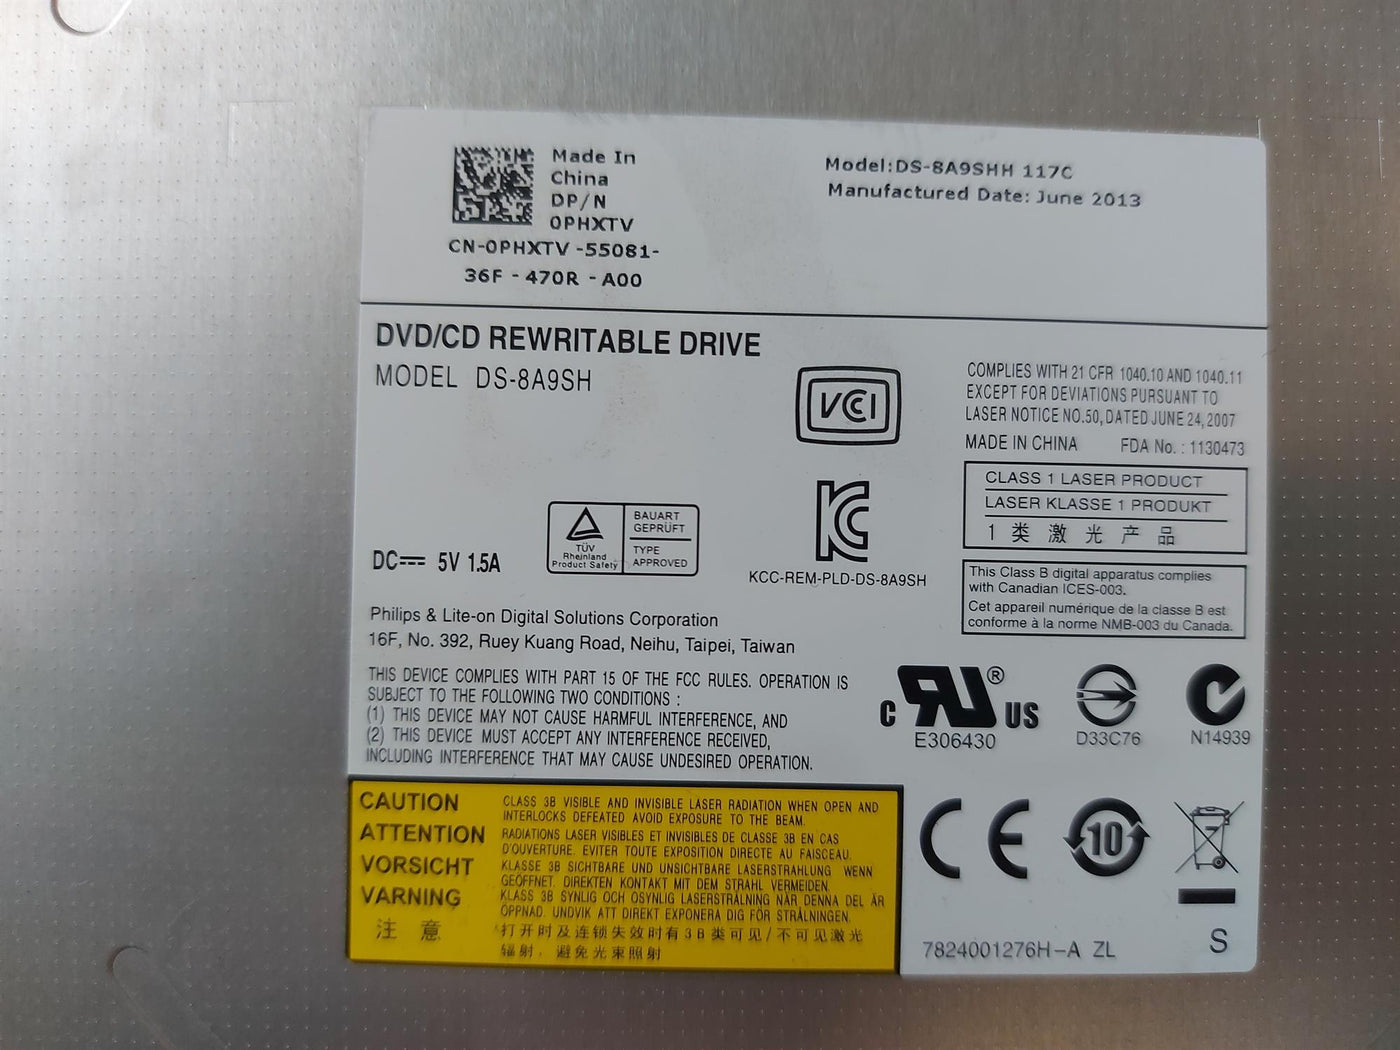 Made In
China
DP/N
0PHXTV
CN-0PHXTV -55081-
36F - 470R - A00
Model:DS-8A9SHH 117C
Manufactured Date: June 2013
DVD/CD REWRITABLE DRIVE
MODEL DS-8A9SH
VCCI
COMPLIES WITH 21 CFR 1040.10 AND 1040.11
EXCEPT FOR DEVIATIONS PURSUANT TO
LASER NOTICE NO.50, DATED JUNE 24, 2007
MADE IN CHINA FDA No. : 1130473
CLASS 1 LASER PRODUCT
LASER KLASSE 1 PRODUKT
1 类 激 光 产 品
DC 5V 1.5A
TÜV
Rheinland
Product Safety
BAUART
GEPRÜFT
TYPE
APPROVED
KC
KCC-REM-PLD-DS-8A9SH
This Class B digital apparatus complies
with Canadian ICES-003.
Cet appareil numérique de la classe B est
conforme à la norme NMB-003 du Canada.
Philips & Lite-on Digital Solutions Corporation
16F, No. 392, Ruey Kuang Road, Neihu, Taipei, Taiwan
THIS DEVICE COMPLIES WITH PART 15 OF THE FCC RULES. OPERATION IS
SUBJECT TO THE FOLLOWING TWO CONDITIONS :
(1) THIS DEVICE MAY NOT CAUSE HARMFUL INTERFERENCE, AND
(2) THIS DEVICE MUST ACCEPT ANY INTERFERENCE RECEIVED,
INCLUDING INTERFERENCE THAT MAY CAUSE UNDESIRED OPERATION.
C RU ® US
E306430
D33C76
N14939
CAUTION
ATTENTION
VORSICHT
VARNING
注 意
CLASS 3B VISIBLE AND INVISIBLE LASER RADIATION WHEN OPEN AND
INTERLOCKS DEFEATED AVOID EXPOSURE TO THE BEAM.
RADIATIONS LASER VISIBLES ET INVISIBLES DE CLASSE 3B EN CAS
D'OUVERTURE. EVITER TOUTE EXPOSITION DIRECTE AU FAISCEAU.
KLASSE 3B SICHTBARE UND UNSICHTBARE LASERSTRAHLUNG WENN
GEÖFFNET. DIREKTEN KONTAKT MIT DEM STRAHL VERMEIDEN.
KLASS 3B SYNLIG OCH OSYNLIG LASERSTRÅLNING NÄR DENNA DEL ÄR
ÖPPNAD. UNDVIK ATT DIREKT EXPONERA DIG FÖR STRÅLNINGEN.
打开时及连锁失效时有3B类可见/不可见激光
辐射，避免光束照射
CE
10
7824001276H-A ZL
S